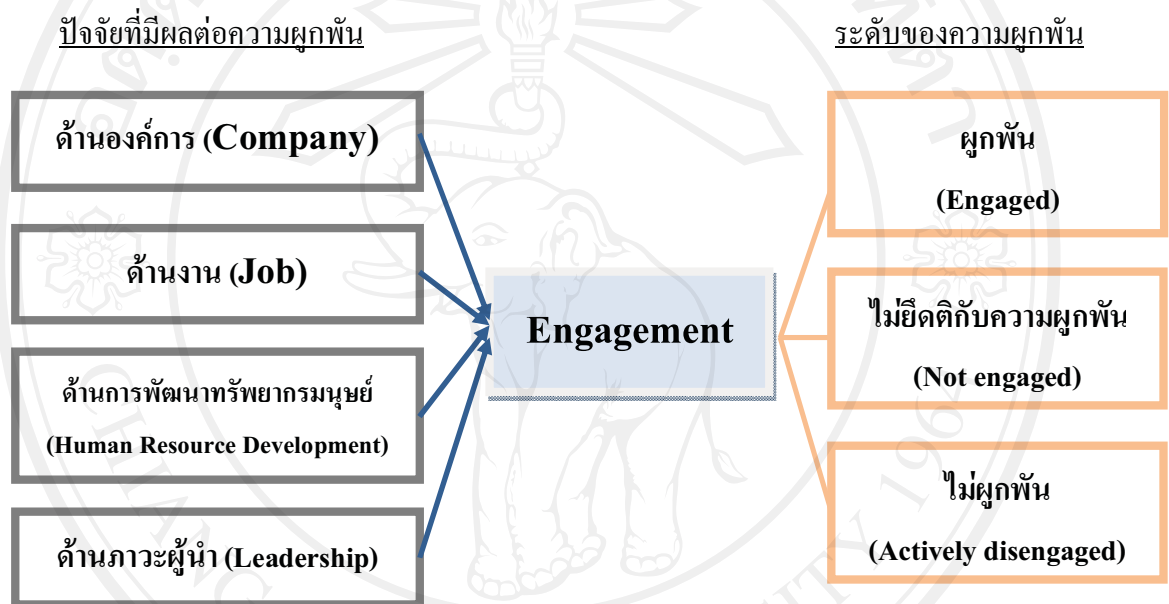 ปัจจัยที่มีผลต่อความผูกพัน
ระดับของความผูกพัน
ด้านองค์การ (Company)
ด้านงาน (Job)
ด้านการพัฒนาทรัพยากรมนุษย์
(Human Resource Development)
ด้านภาวะผู้นำ (Leadership)
Engagement
ผูกพัน
(Engaged)
ไม่ยึดติกับความผูกพัน
(Not engaged)
ไม่ผูกพัน
(Actively disengaged)